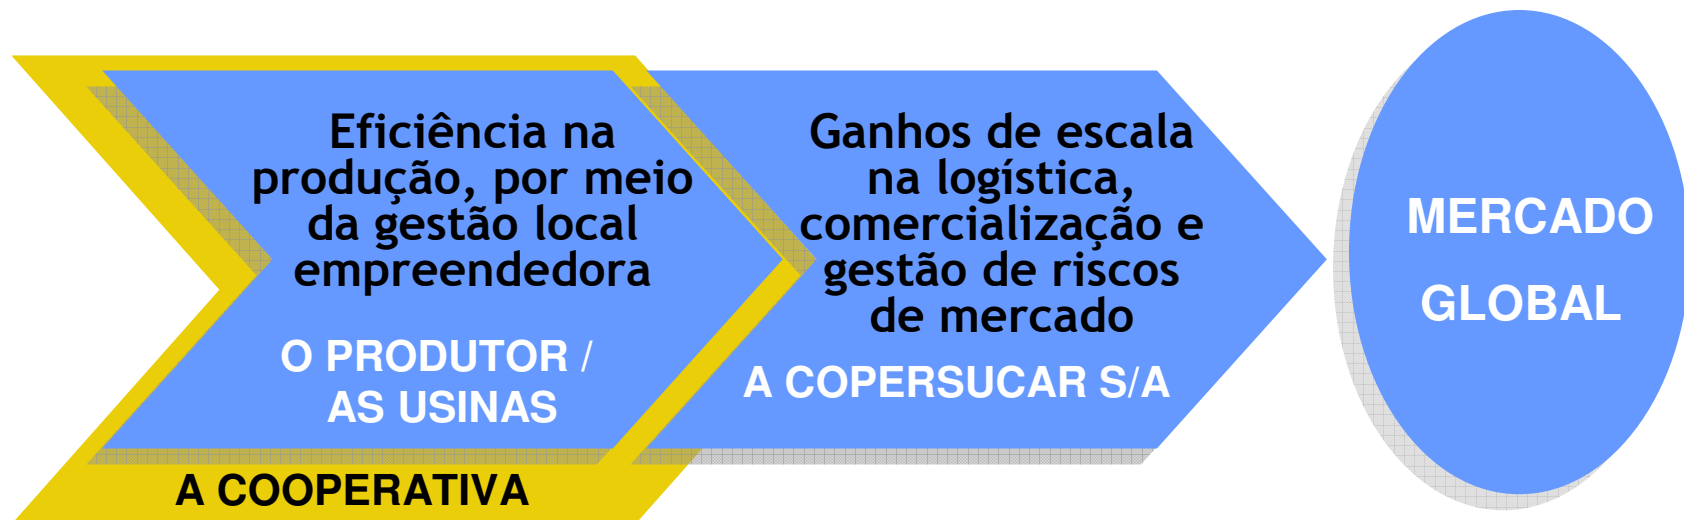 Eficiência na
produção, por meio
da gestão local
empreendedora
O PRODUTOR /
AS USINAS
A COOPERATIVA
Ganhos de escala
na logística,
comercialização e
gestão de riscos
de mercado
A COPERSUCAR S/A
MERCADO
GLOBAL